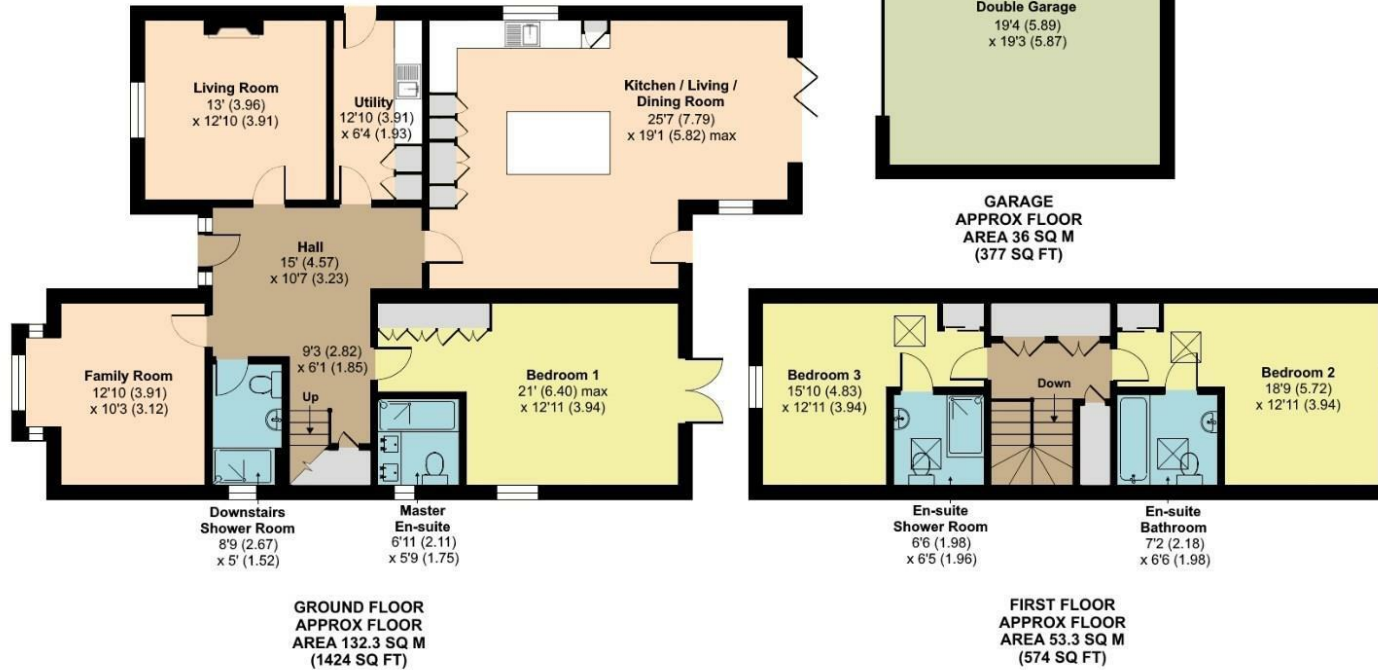 Double Garage
19'4 (5.89)
x 19'3 (5.87)
GARAGE
APPROX FLOOR
AREA 36 SQ M
(377 SQ FT)
Living Room
13' (3.96)
x 12'10 (3.91)
Utility
12'10 (3.91)
x 6'4 (1.93)
Kitchen / Living /
Dining Room
25'7 (7.79)
x 19'1 (5.82) max
Hall
15' (4.57)
x 10'7 (3.23)
9'3 (2.82)
x 6'1 (1.85)
Up
Family Room
12'10 (3.91)
x 10'3 (3.12)
Bedroom 1
21' (6.40) max
x 12'11 (3.94)
Downstairs
Shower Room
8'9 (2.67)
x 5' (1.52)
Master
En-suite
6'11 (2.11)
x 5'9 (1.75)
GROUND FLOOR
APPROX FLOOR
AREA 132.3 SQ M
(1424 SQ FT)
Bedroom 3
15'10 (4.83)
x 12'11 (3.94)
Down
Bedroom 2
18'9 (5.72)
x 12'11 (3.94)
En-suite
Shower Room
6'6 (1.98)
x 6'5 (1.96)
En-suite
Bathroom
7'2 (2.18)
x 6'6 (1.98)
FIRST FLOOR
APPROX FLOOR
AREA 53.3 SQ M
(574 SQ FT)